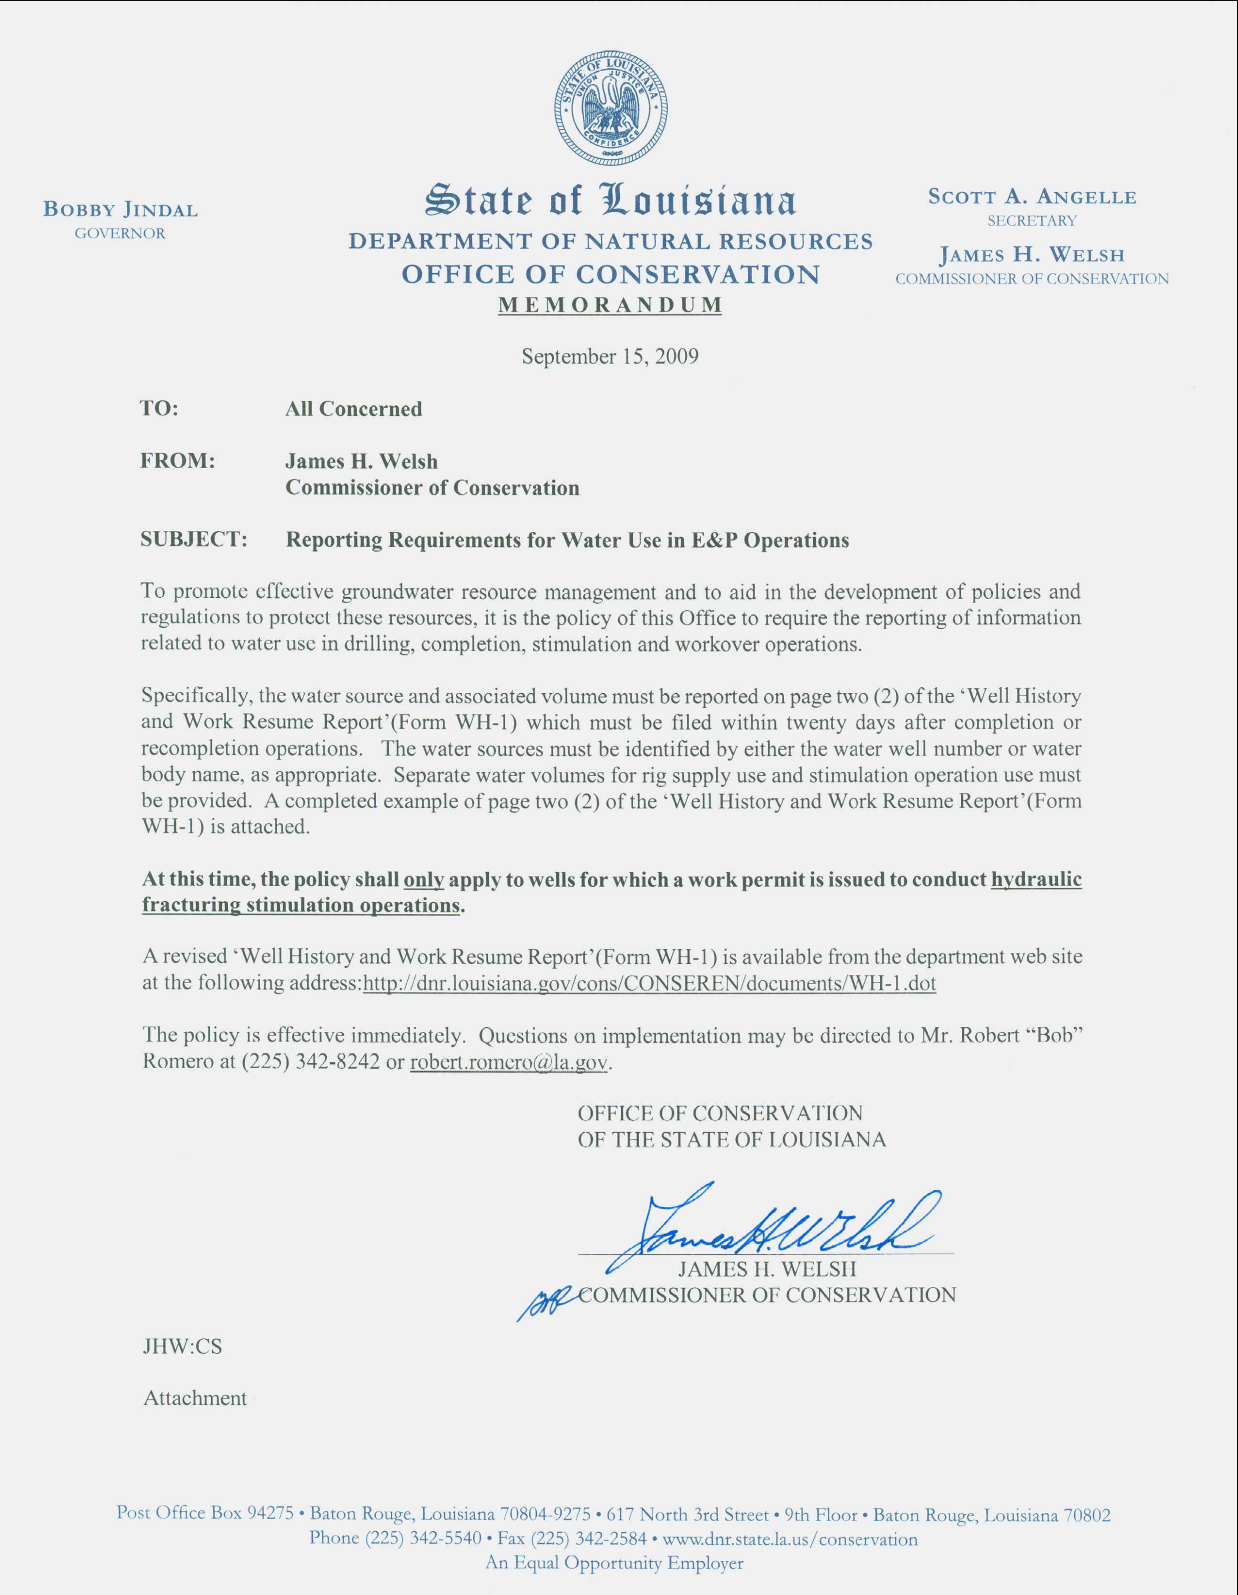 STATE OF LOUISIANA
UNION JUSTICE
CONFIDENCE
State of Louisiana
DEPARTMENT OF NATURAL RESOURCES
OFFICE OF CONSERVATION
BOBBY JINDAL
GOVERNOR
SCOTT A. ANGELLE
SECRETARY
JAMES H. WELSH
COMMISSIONER OF CONSERVATION
MEMORANDUM
September 15, 2009
TO: All Concerned
FROM: James H. Welsh
Commissioner of Conservation
SUBJECT: Reporting Requirements for Water Use in E&P Operations
To promote effective groundwater resource management and to aid in the development of policies and
regulations to protect these resources, it is the policy of this Office to require the reporting of information
related to water use in drilling, completion, stimulation and workover operations.
Specifically, the water source and associated volume must be reported on page two (2) of the ‘Well History
and Work Resume Report’(Form WH-1) which must be filed within twenty days after completion or
recompletion operations. The water sources must be identified by either the water well number or water
body name, as appropriate. Separate water volumes for rig supply use and stimulation operation use must
be provided. A completed example of page two (2) of the ‘Well History and Work Resume Report’(Form
WH-1) is attached.
At this time, the policy shall only apply to wells for which a work permit is issued to conduct hydraulic
fracturing stimulation operations.
A revised ‘Well History and Work Resume Report’(Form WH-1) is available from the department web site
at the following address:http://dnr.louisiana.gov/cons/CONSEREN/documents/WH-1.dot
The policy is effective immediately. Questions on implementation may be directed to Mr. Robert “Bob”
Romero at (225) 342-8242 or robert.romero@la.gov.
OFFICE OF CONSERVATION
OF THE STATE OF LOUISIANA
James H. Welsh
JAMES H. WELSH
COMMISSIONER OF CONSERVATION
JHW:CS
Attachment
Post Office Box 94275 • Baton Rouge, Louisiana 70804-9275 • 617 North 3rd Street • 9th Floor • Baton Rouge, Louisiana 70802
Phone (225) 342-5540 • Fax (225) 342-2584 • www.dnr.state.la.us/conservation
An Equal Opportunity Employer